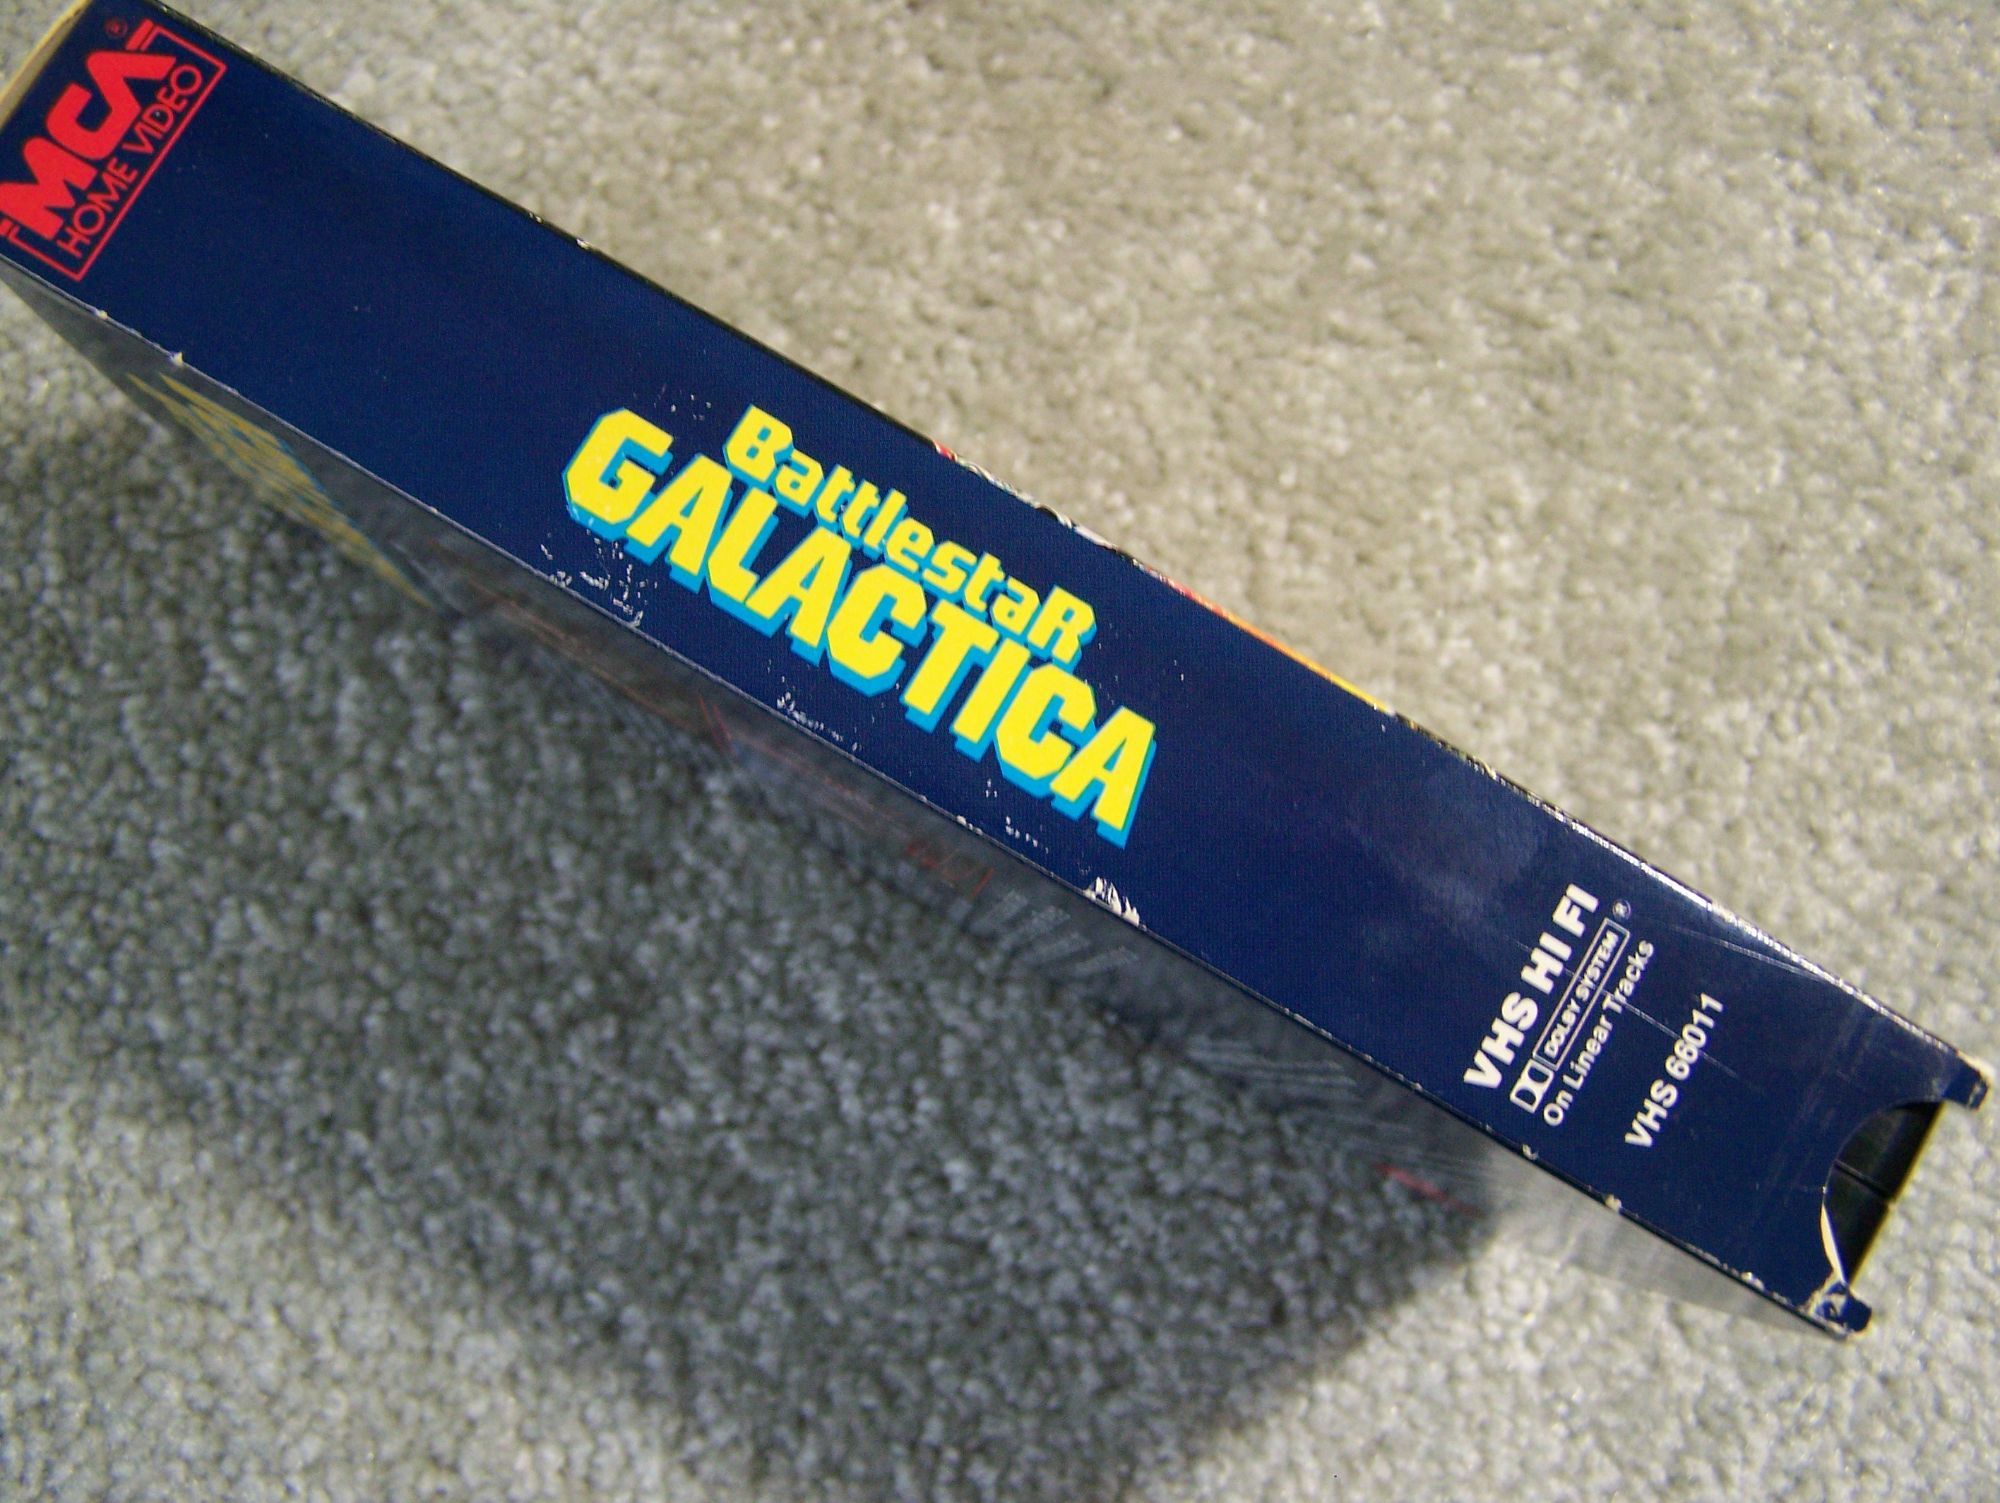 MCA®
HOME VIDEO
BattlestaR
GALACTICA
VHS HI FI
DOLBY SYSTEM®
On Linear Tracks
VHS 66011